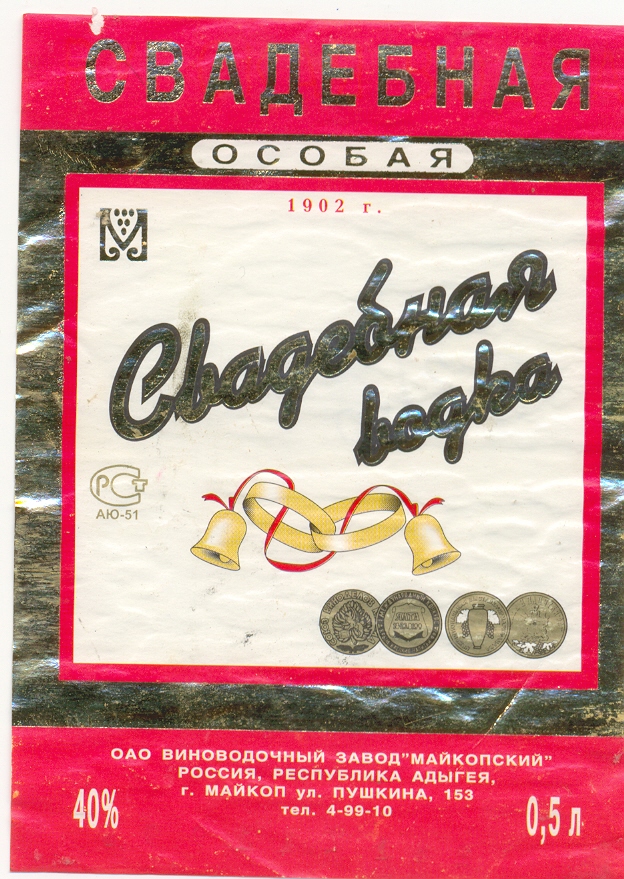 СВАДЕБНАЯ
ОСОБАЯ
1902 г.
М
Свадебная
водка
РСТ
АЮ-51
ОАО ВИНОВОДОЧНЫЙ ЗАВОД"МАЙКОПСКИЙ"
РОССИЯ, РЕСПУБЛИКА АДЫГЕЯ,
г. МАЙКОП ул. ПУШКИНА, 153
тел. 4-99-10
40%
0,5 л